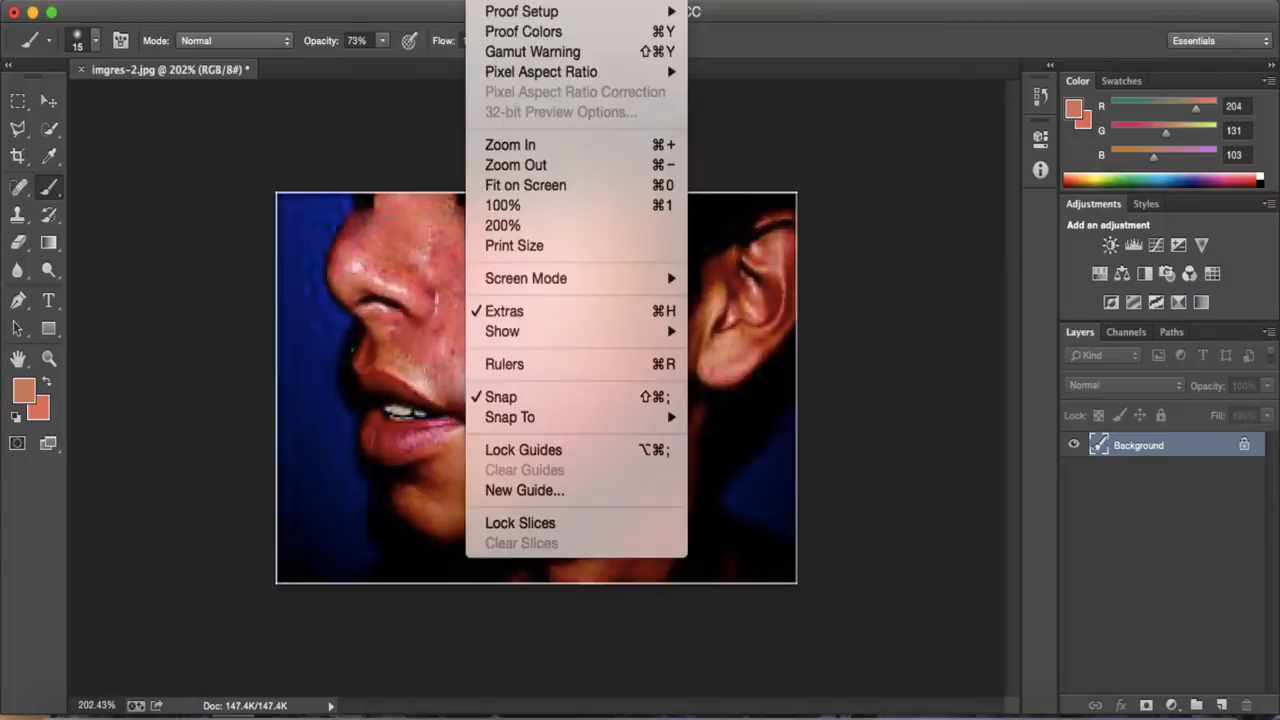 CC
15
Mode: Normal
Opacity: 73%
Flow:
Essentials
imgres-2.jpg @ 202% (RGB/8#) *
Proof Setup
Proof Colors ⌘Y
Gamut Warning ⇧⌘Y
Pixel Aspect Ratio
Pixel Aspect Ratio Correction
32-bit Preview Options...
Zoom In ⌘+
Zoom Out ⌘−
Fit on Screen ⌘0
100% ⌘1
200%
Print Size
Screen Mode
✓ Extras ⌘H
Show
Rulers ⌘R
✓ Snap ⇧⌘;
Snap To
Lock Guides ⌥⌘;
Clear Guides
New Guide...
Lock Slices
Clear Slices
Color Swatches
R 204
G 131
B 103
Adjustments Styles
Add an adjustment
Layers Channels Paths
Kind
Normal Opacity: 100%
Lock: Fill: 100%
Background
202.43% Doc: 147.4K/147.4K